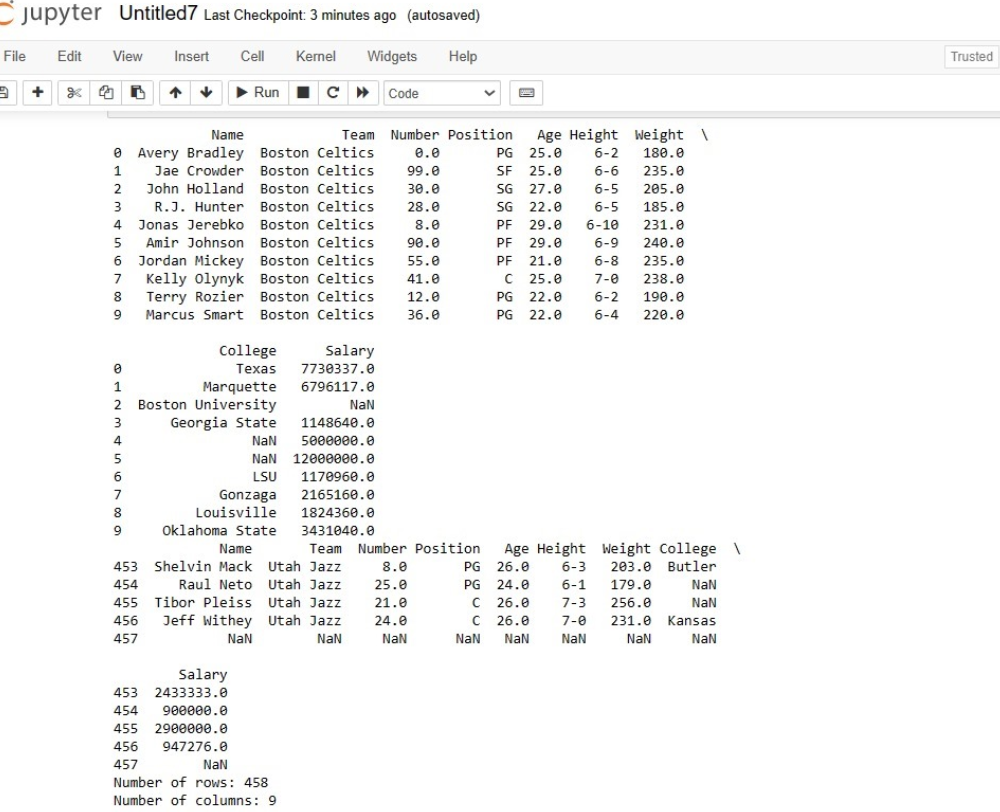 jupyter Untitled7 Last Checkpoint: 3 minutes ago (autosaved)
File Edit View Insert Cell Kernel Widgets Help Trusted
Run Code
Name Team Number Position Age Height Weight \
0 Avery Bradley Boston Celtics 0.0 PG 25.0 6-2 180.0
1 Jae Crowder Boston Celtics 99.0 SF 25.0 6-6 235.0
2 John Holland Boston Celtics 30.0 SG 27.0 6-5 205.0
3 R.J. Hunter Boston Celtics 28.0 SG 22.0 6-5 185.0
4 Jonas Jerebko Boston Celtics 8.0 PF 29.0 6-10 231.0
5 Amir Johnson Boston Celtics 90.0 PF 29.0 6-9 240.0
6 Jordan Mickey Boston Celtics 55.0 PF 21.0 6-8 235.0
7 Kelly Olynyk Boston Celtics 41.0 C 25.0 7-0 238.0
8 Terry Rozier Boston Celtics 12.0 PG 22.0 6-2 190.0
9 Marcus Smart Boston Celtics 36.0 PG 22.0 6-4 220.0
College Salary
0 Texas 7730337.0
1 Marquette 6796117.0
2 Boston University NaN
3 Georgia State 1148640.0
4 NaN 5000000.0
5 NaN 12000000.0
6 LSU 1170960.0
7 Gonzaga 2165160.0
8 Louisville 1824360.0
9 Oklahoma State 3431040.0
Name Team Number Position Age Height Weight College \
453 Shelvin Mack Utah Jazz 8.0 PG 26.0 6-3 203.0 Butler
454 Raul Neto Utah Jazz 25.0 PG 24.0 6-1 179.0 NaN
455 Tibor Pleiss Utah Jazz 21.0 C 26.0 7-3 256.0 NaN
456 Jeff Withey Utah Jazz 24.0 C 26.0 7-0 231.0 Kansas
457 NaN NaN NaN NaN NaN NaN NaN NaN
Salary
453 2433333.0
454 900000.0
455 2900000.0
456 947276.0
457 NaN
Number of rows: 458
Number of columns: 9